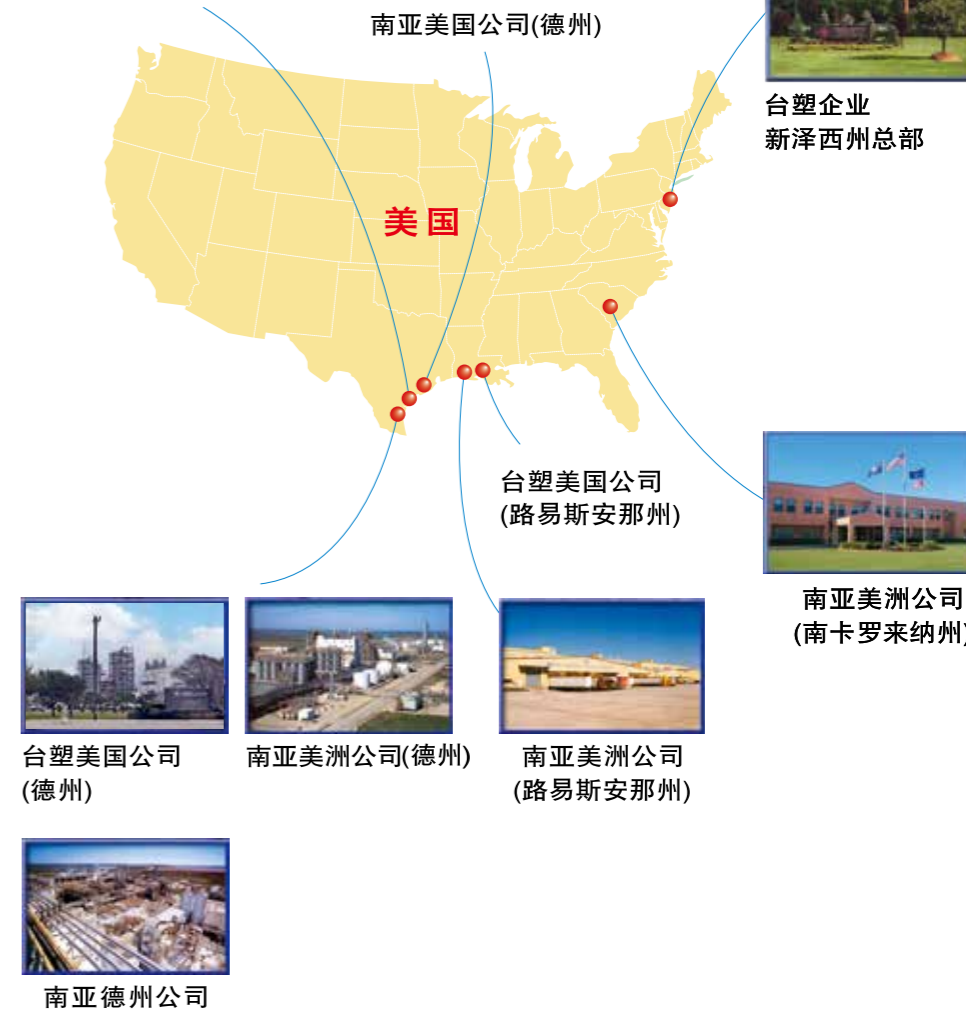 南亚美国公司(德州)
台塑企业
新泽西州总部
美国
台塑美国公司
(路易斯安那州)
南亚美洲公司
(南卡罗来纳州)
台塑美国公司
(德州)
南亚美洲公司(德州)
南亚美洲公司
(路易斯安那州)
南亚德州公司